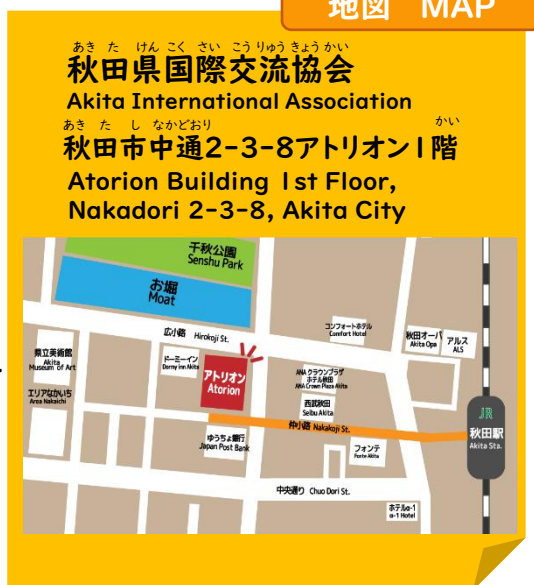 地図 MAP
あきたけんこくさいこうりゅうきょうかい
秋田県国際交流協会
Akita International Association
あきたしなかどおり かい
秋田市中通2-3-8アトリオン1階
Atorion Building 1st Floor,
Nakadori 2-3-8, Akita City
千秋公園
Senshu Park
お堀
Moat
広小路 Hirokoji St.
コンフォートホテル
Comfort Hotel
秋田オーパ
Akita Opa
アルス
ALS
県立美術館
Akita
Museum of Art
ドーミーイン
Dormy inn Akita
アトリオン
Atorion
ANAクラウンプラザ
ホテル秋田
ANA Crown Plaza Akita
エリアなかいち
Area Nakaichi
西武秋田
Seibu Akita
JR
秋田駅
Akita Sta.
仲小路 Nakakoji St.
ゆうちょ銀行
Japan Post Bank
フォンテ
Fonte Akita
中央通り Chuo Dori St.
ホテルα-1
α-1 Hotel